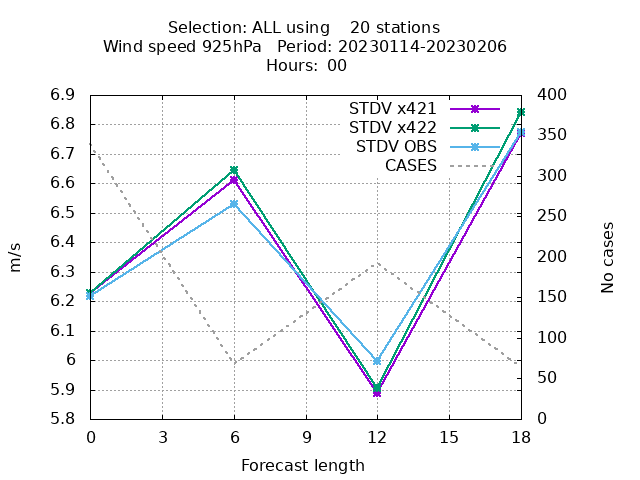 Selection: ALL using    20 stations
Wind speed 925hPa   Period: 20230114-20230206
Hours: 00
STDV x421
STDV x422
STDV OBS
CASES
6.9
6.8
6.7
6.6
6.5
6.4
6.3
6.2
6.1
6
5.9
5.8
m/s
400
350
300
250
200
150
100
50
0
No cases
0 3 6 9 12 15 18
Forecast length